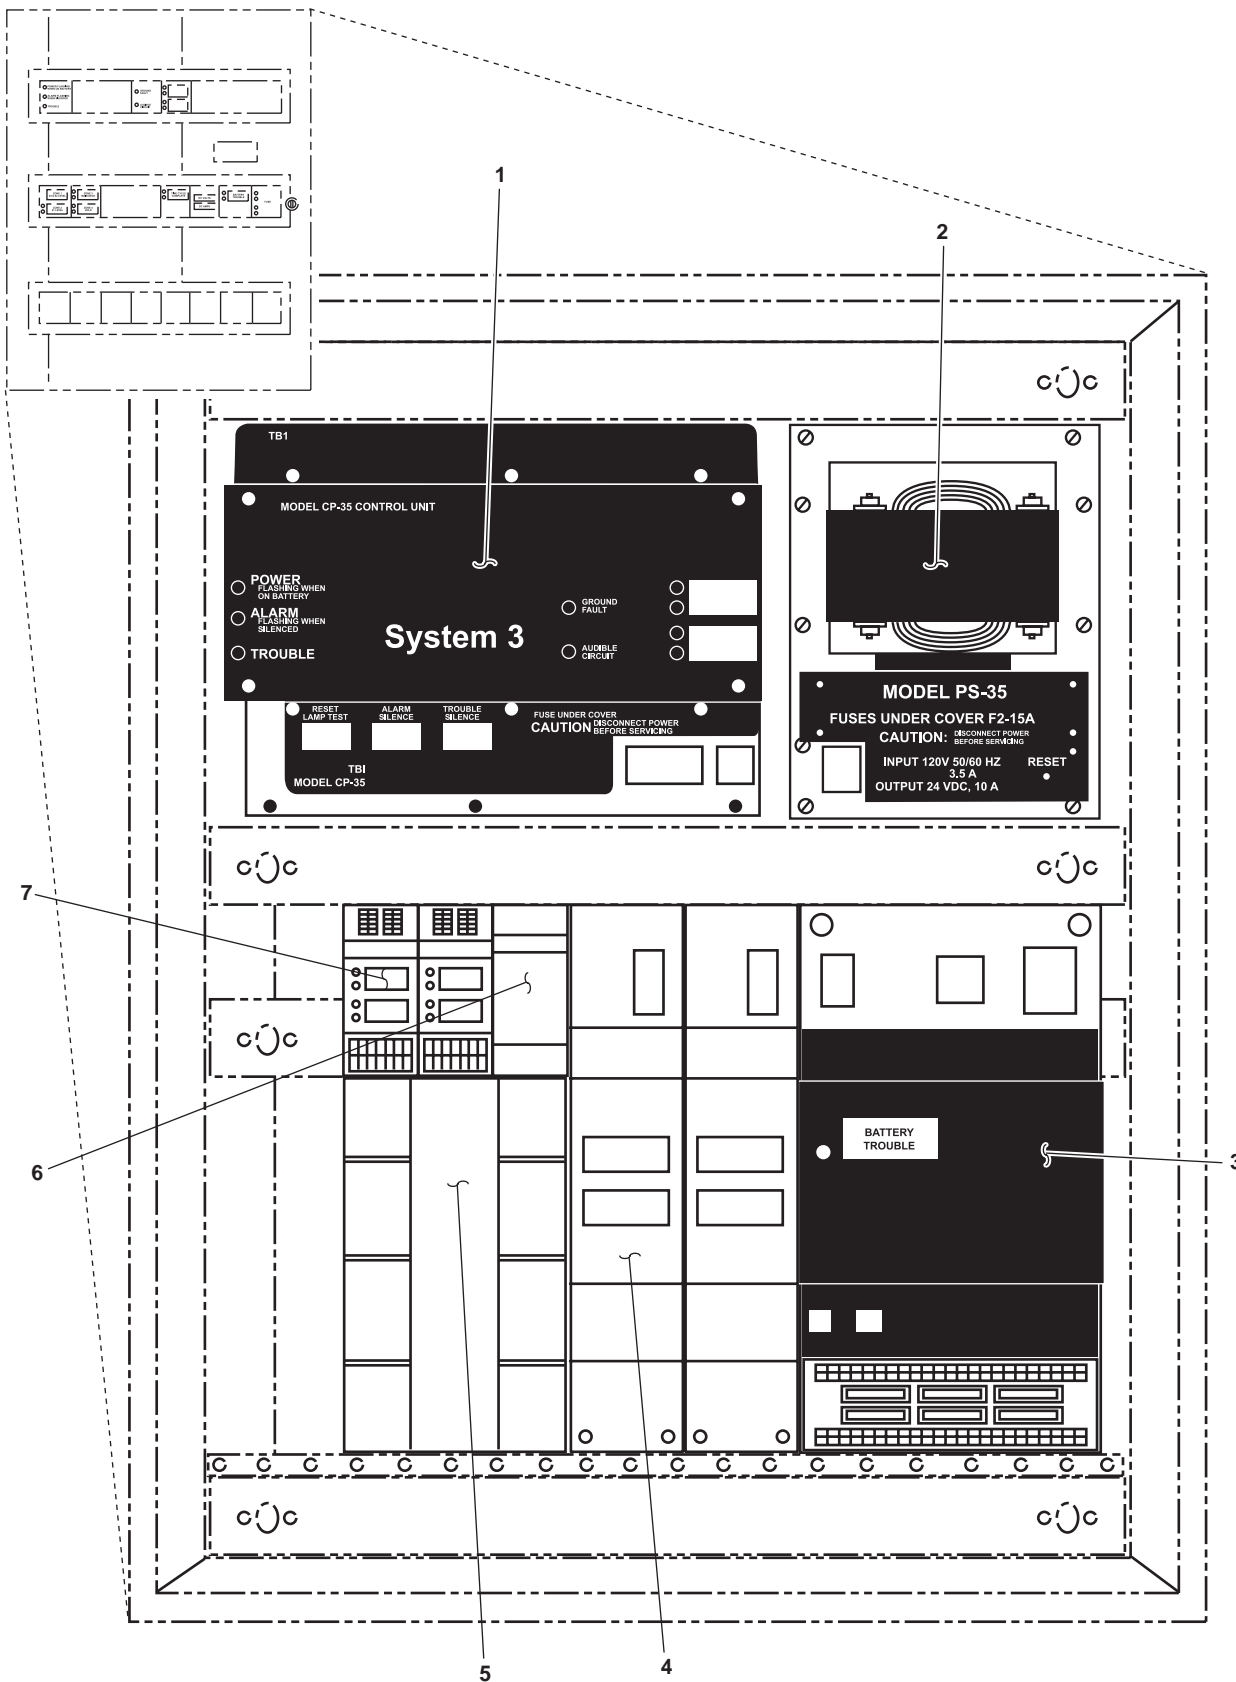 1
2
TB1
MODEL CP-35 CONTROL UNIT
POWER
FLASHING WHEN
ON BATTERY
ALARM
FLASHING WHEN
SILENCED
TROUBLE
System 3
GROUND
FAULT
AUDIBLE
CIRCUIT
RESET
LAMP TEST
ALARM
SILENCE
TROUBLE
SILENCE
FUSE UNDER COVER
CAUTION DISCONNECT POWER
BEFORE SERVICING
TBI
MODEL CP-35
MODEL PS-35
FUSES UNDER COVER F2-15A
CAUTION: DISCONNECT POWER
BEFORE SERVICING
INPUT 120V 50/60 HZ
3.5 A
OUTPUT 24 VDC, 10 A
RESET
7
6
BATTERY
TROUBLE
3
5
4